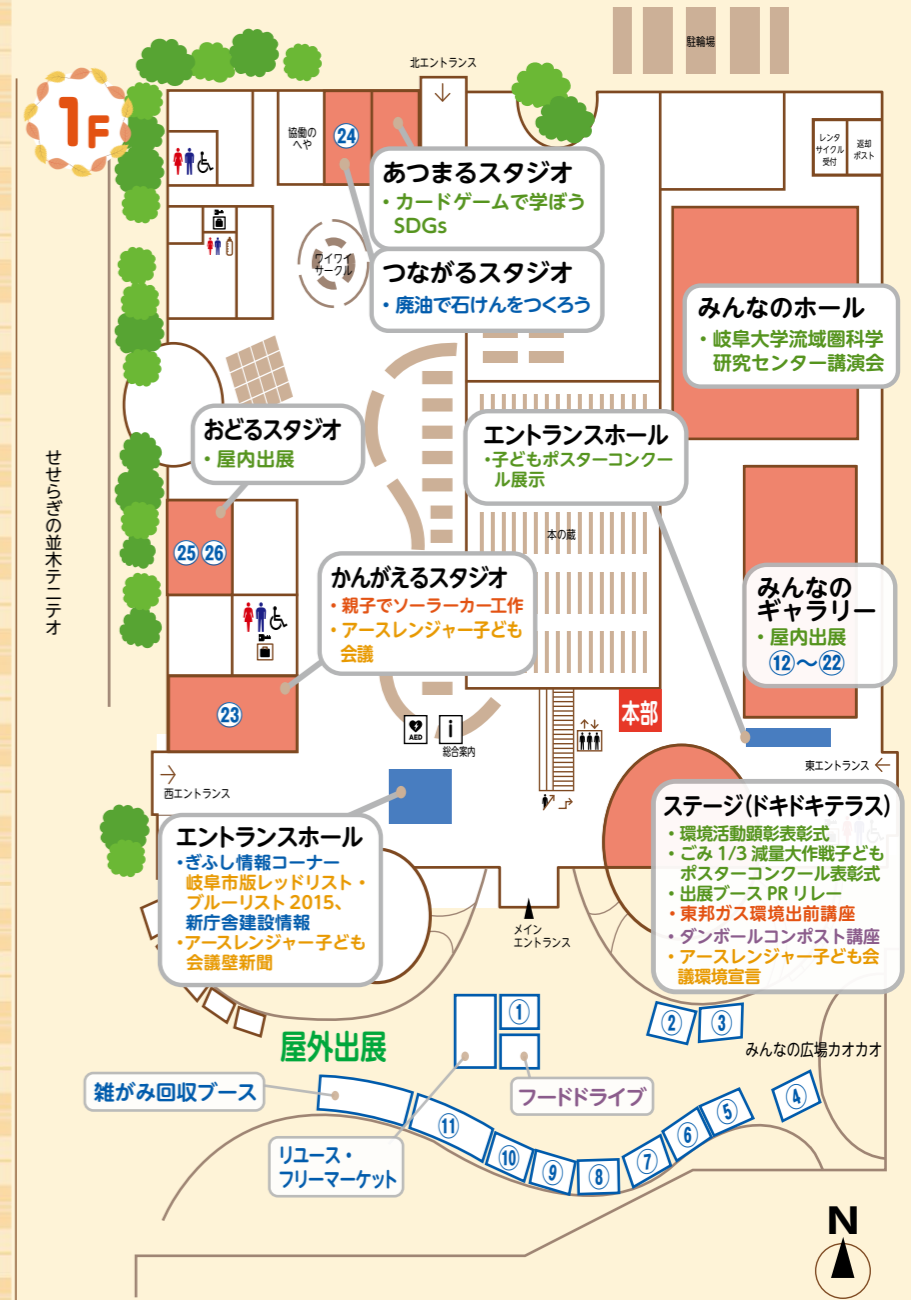 1F
駐輪場
北エントランス
協働の
へや
24
レンタ
サイクル
受付
返却
ポスト
あつまるスタジオ
・カードゲームで学ぼう
SDGs
ワイワイ
サークル
つながるスタジオ
・廃油で石けんをつくろう
みんなのホール
・岐阜大学流域圏科学
研究センター講演会
おどるスタジオ
・屋内出展
エントランスホール
・子どもポスターコンクー
ル展示
せせらぎの並木テニテオ
本の蔵
25 26
かんがえるスタジオ
・親子でソーラーカー工作
・アースレンジャー子ども
会議
みんなの
ギャラリー
・屋内出展
⑫〜㉒
23
AED
i
総合案内
本部
西エントランス
東エントランス
エントランスホール
・ぎふし情報コーナー
岐阜市版レッドリスト・
ブルーリスト2015、
新庁舎建設情報
・アースレンジャー子ども
会議壁新聞
ステージ(ドキドキテラス)
・環境活動顕彰表彰式
・ごみ1/3減量大作戦子ども
ポスターコンクール表彰式
・出展ブースPRリレー
・東邦ガス環境出前講座
・ダンボールコンポスト講座
・アースレンジャー子ども会
議環境宣言
メイン
エントランス
屋外出展
①
②
③
みんなの広場カオカオ
雑がみ回収ブース
フードドライブ
④
⑤
⑥
⑦
⑧
⑨
⑩
⑪
リユース・
フリーマーケット
N